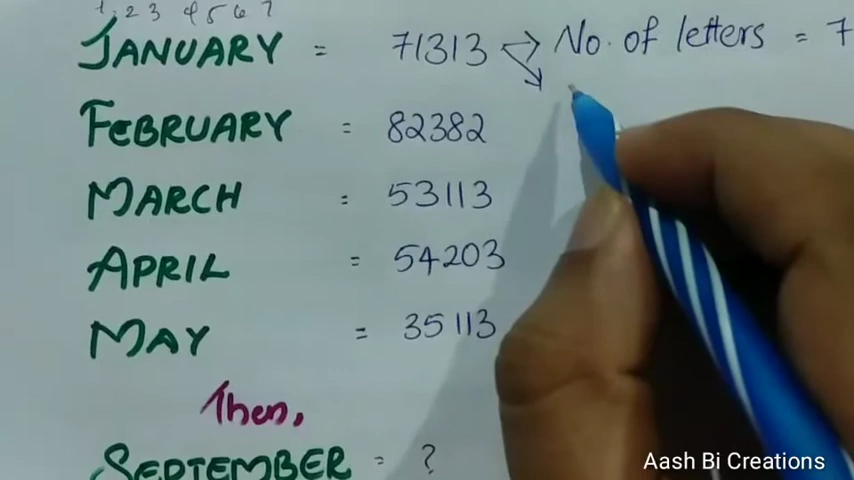 1 2 3 4 5 6 7
JANUARY = 71313 → No. of letters = 7
FEBRUARY = 82382
MARCH = 53113
APRIL = 54203
MAY = 35113
Then,
SEPTEMBER = ?
Aash Bi Creations